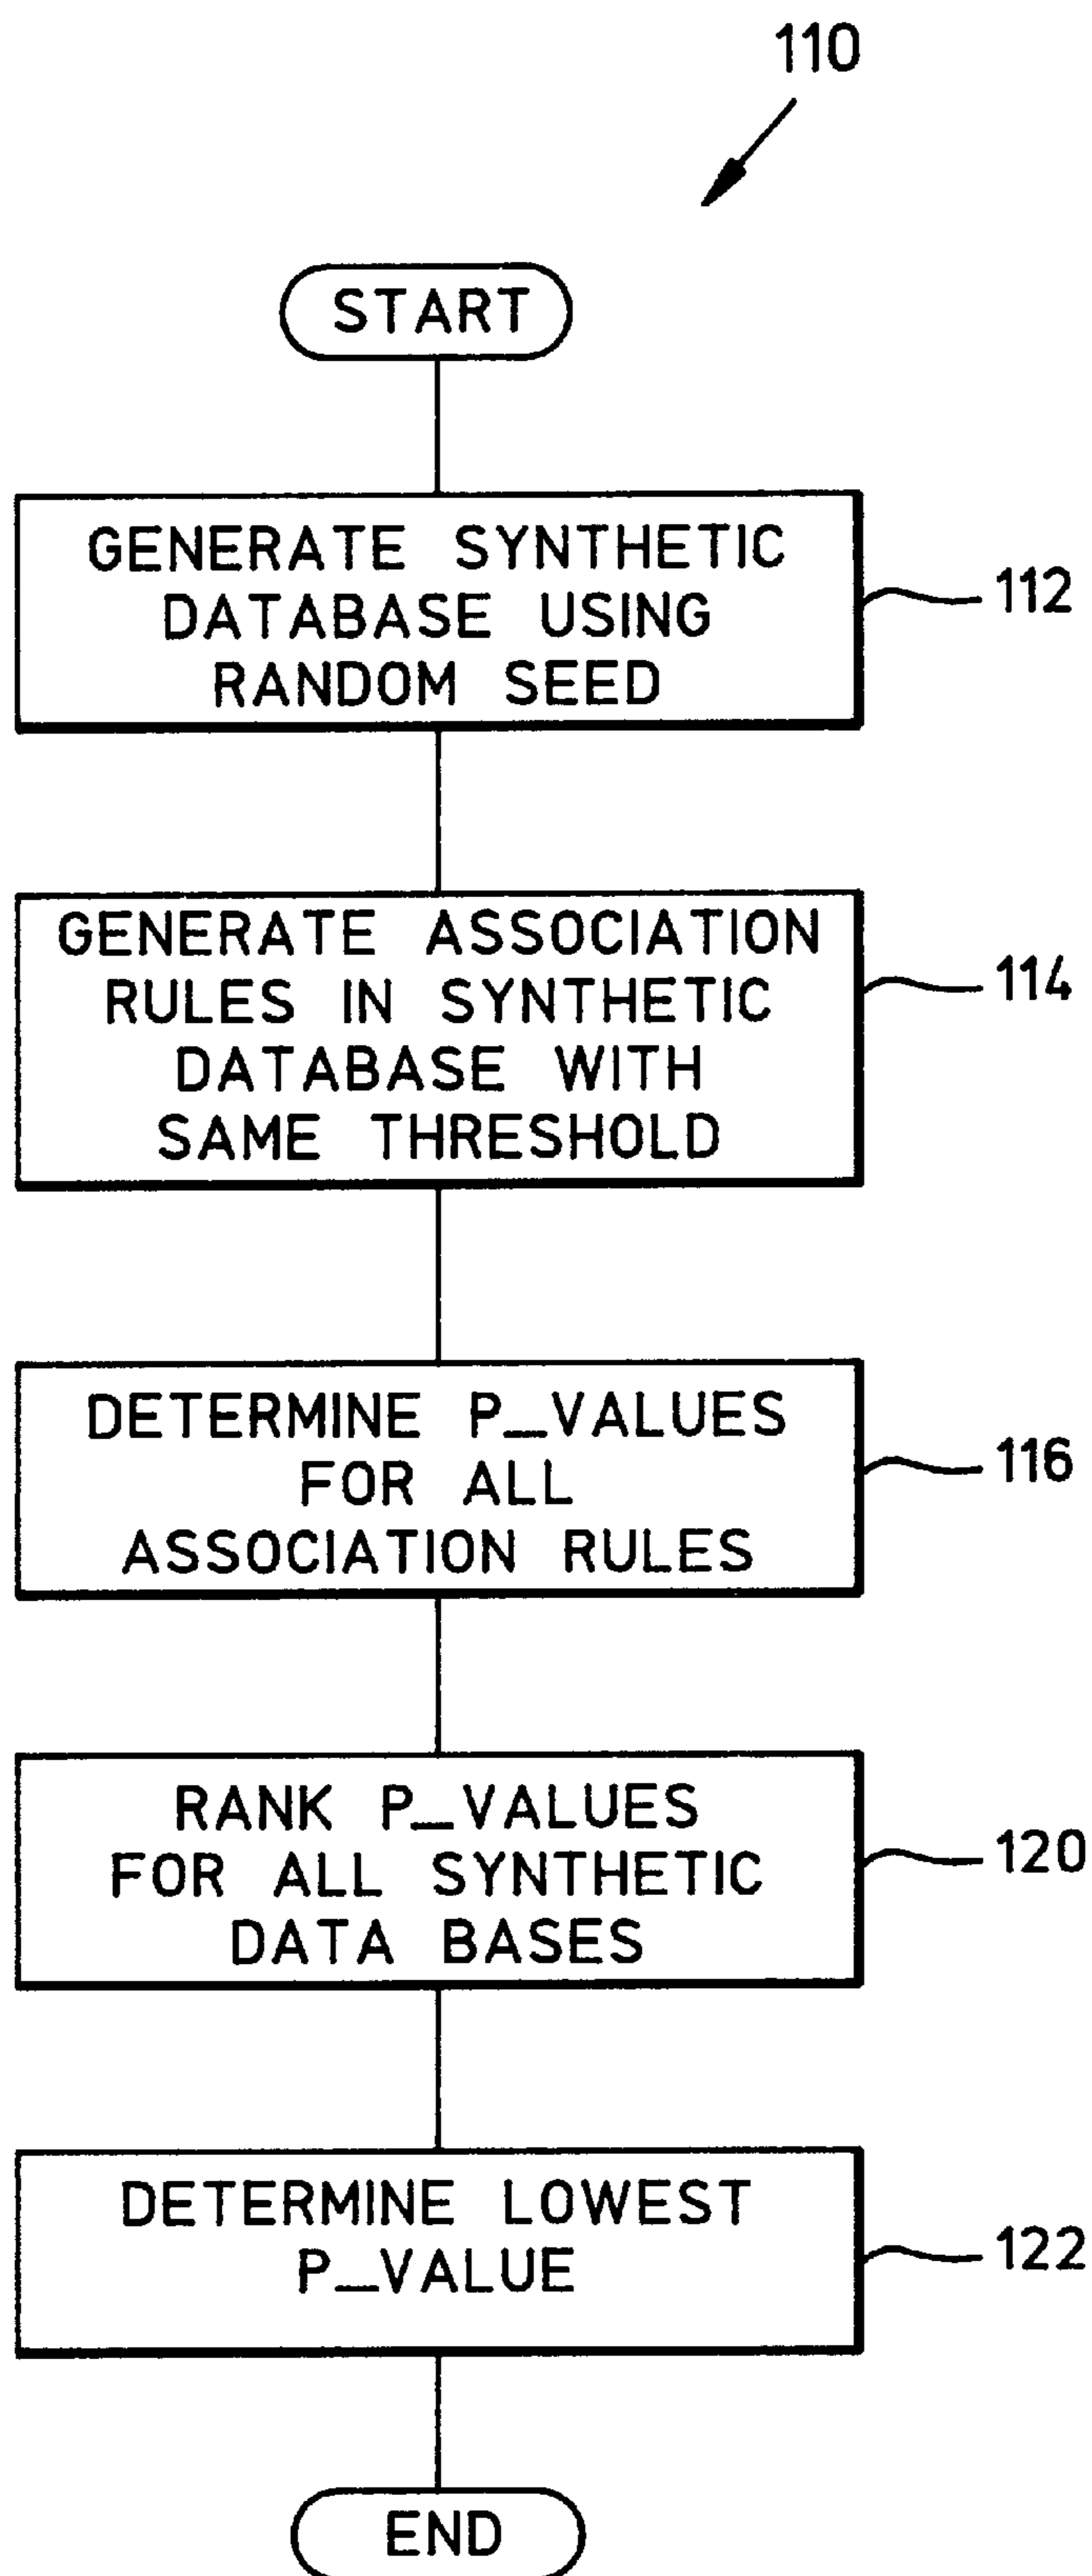 110
START
GENERATE SYNTHETIC
DATABASE USING
RANDOM SEED
112
GENERATE ASSOCIATION
RULES IN SYNTHETIC
DATABASE WITH
SAME THRESHOLD
114
DETERMINE P_VALUES
FOR ALL
ASSOCIATION RULES
116
RANK P_VALUES
FOR ALL SYNTHETIC
DATA BASES
120
DETERMINE LOWEST
P_VALUE
122
END